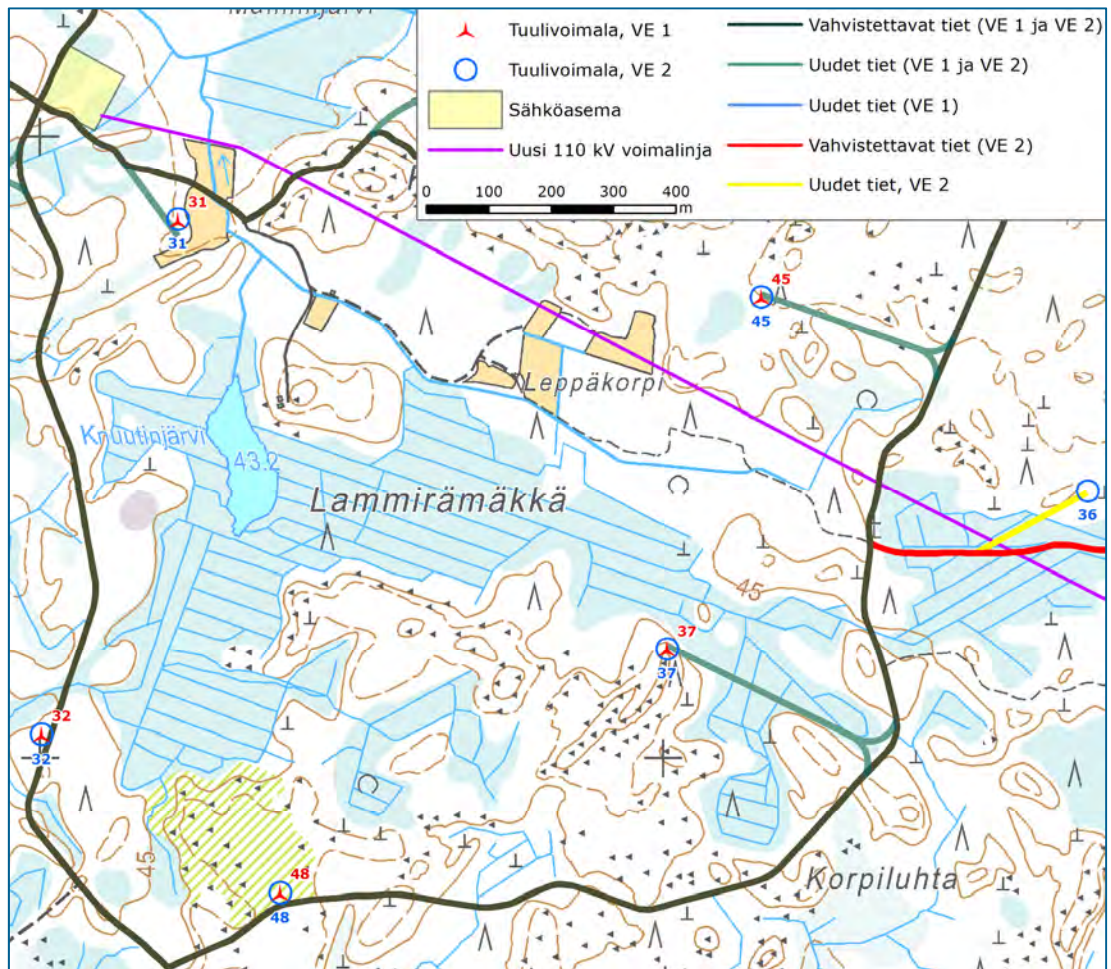 Tuulivoimala, VE 1
Tuulivoimala, VE 2
Sähköasema
Uusi 110 kV voimalinja
0 100 200 300 400
m
Vahvistettavat tiet (VE 1 ja VE 2)
Uudet tiet (VE 1 ja VE 2)
Uudet tiet (VE 1)
Vahvistettavat tiet (VE 2)
Uudet tiet, VE 2
31
31
45
45
Leppäkorpi
Knuutinjärvi
43.2
Lammirämäkkä
36
45
37
37
32
32
45
48
48
Korpiluhta